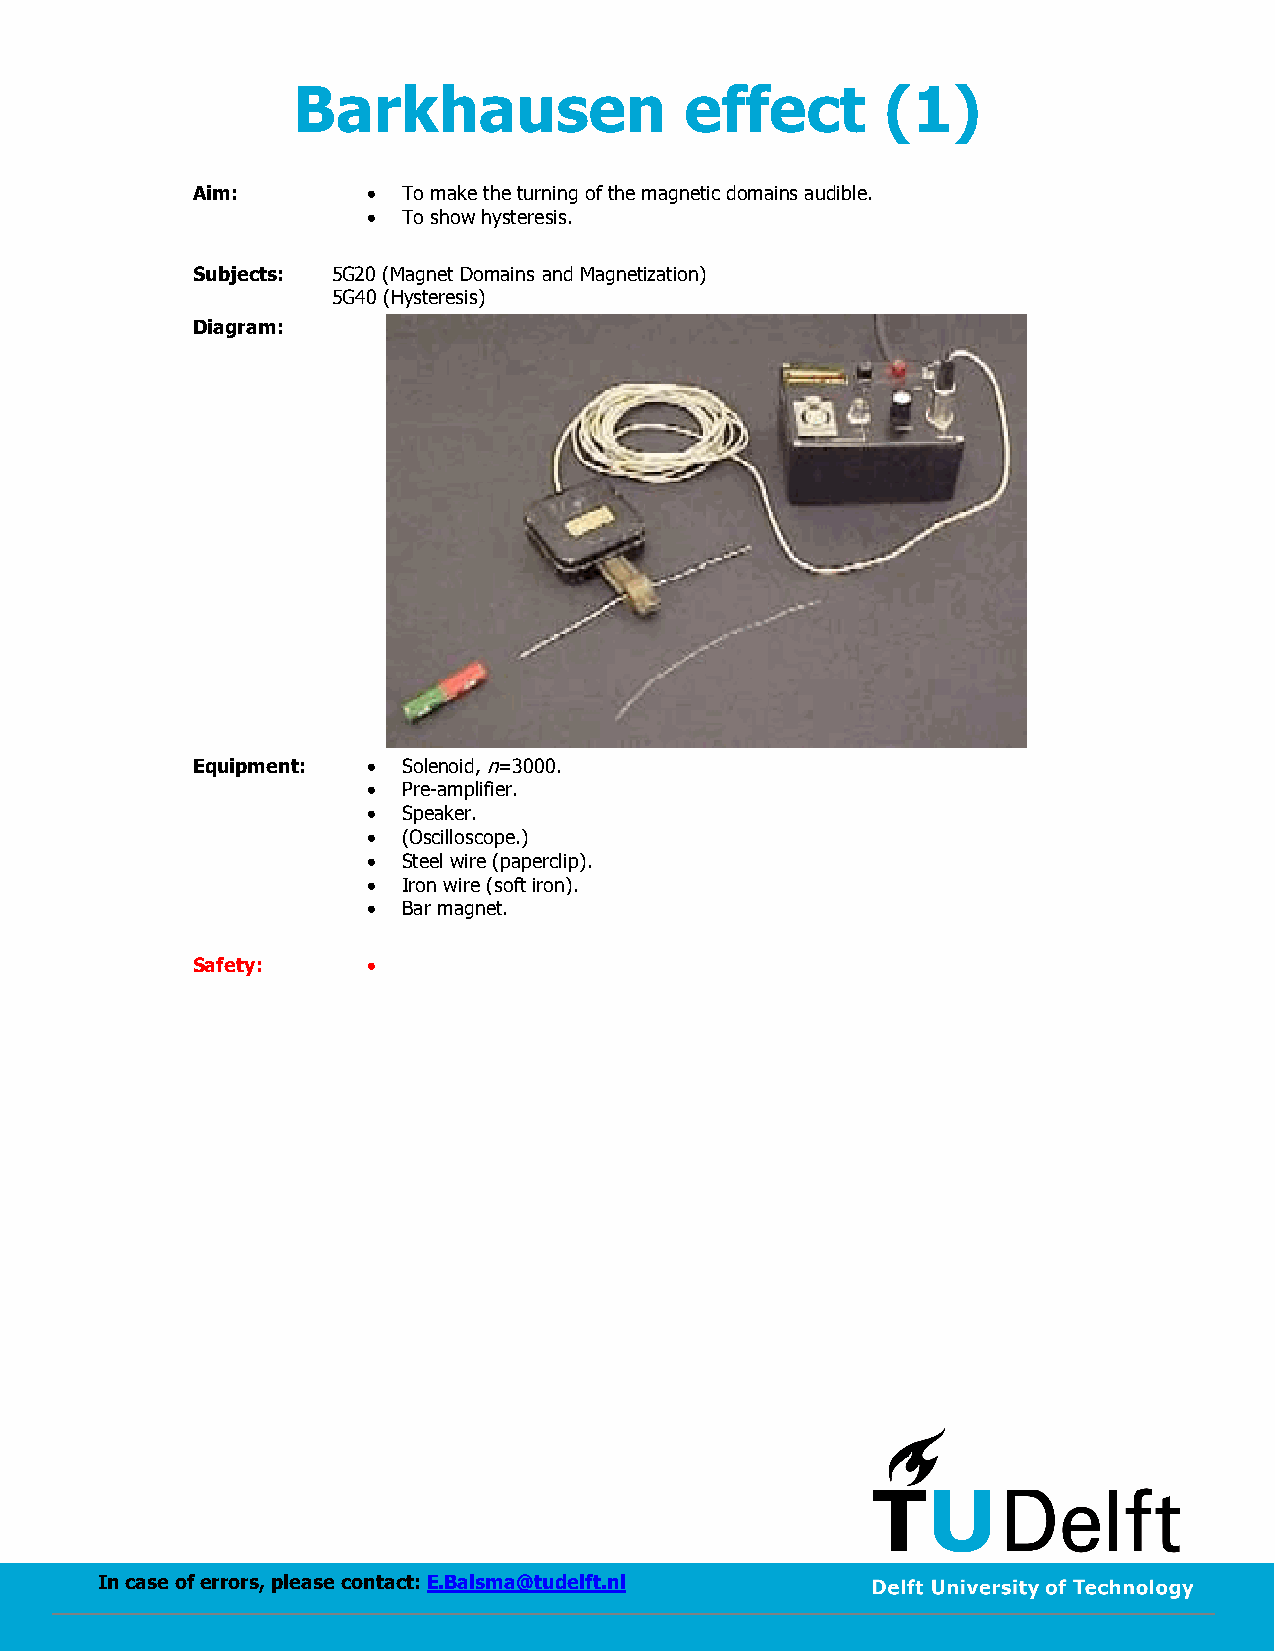 Barkhausen effect (1)
Aim: • To make the turning of the magnetic domains audible.
• To show hysteresis.
Subjects: 5G20 (Magnet Domains and Magnetization)
5G40 (Hysteresis)
Diagram:
Equipment: • Solenoid, n=3000.
• Pre-amplifier.
• Speaker.
• (Oscilloscope.)
• Steel wire (paperclip).
• Iron wire (soft iron).
• Bar magnet.
Safety: •
TUDelft
In case of errors, please contact: E.Balsma@tudelft.nl
Delft University of Technology